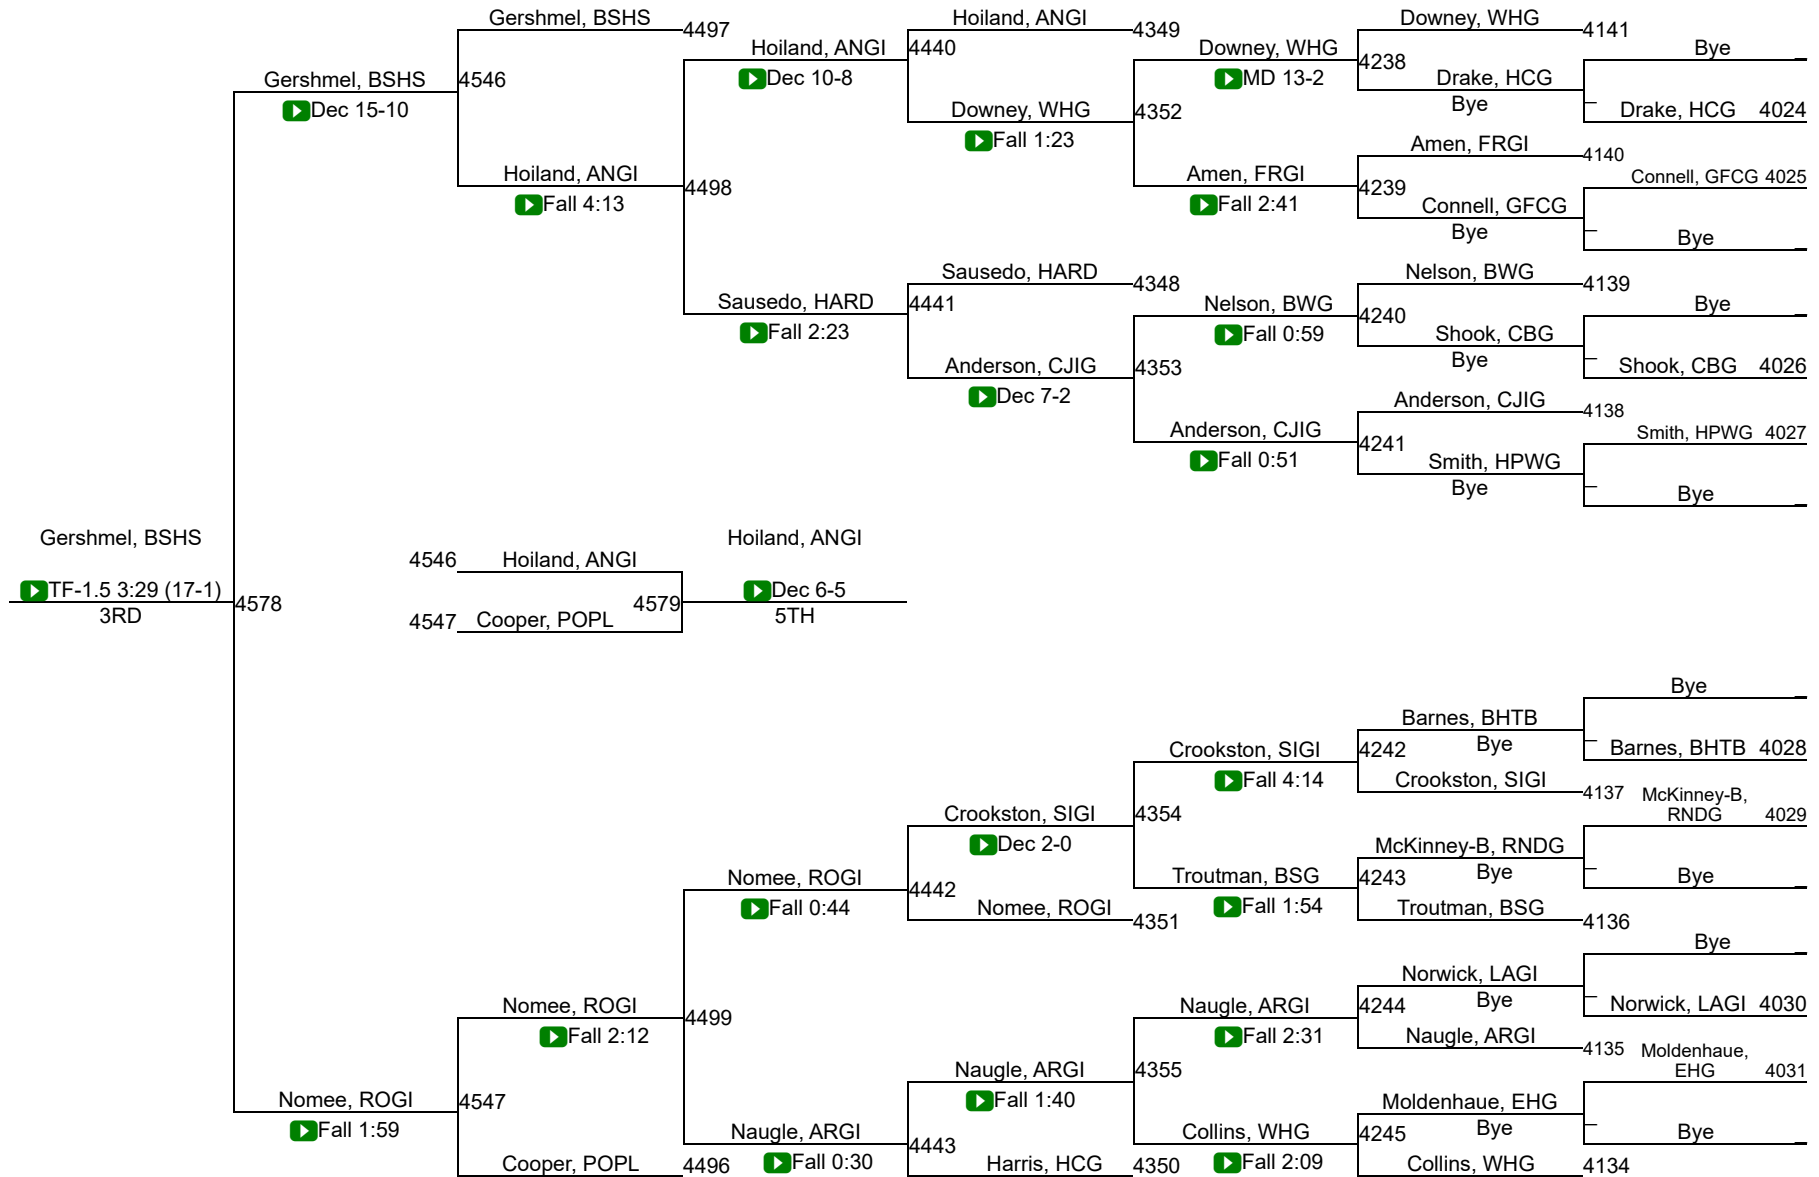 Gershmel, BSHS
4497
Hoiland, ANGI
4349
Downey, WHG
4141
Hoiland, ANGI
4440
Downey, WHG
Bye
Gershmel, BSHS
4546
Dec 10-8
MD 13-2
4238
Drake, HCG
Bye
Dec 15-10
Downey, WHG
4352
Drake, HCG 4024
Fall 1:23
Amen, FRGI
4140
Hoiland, ANGI
4498
Amen, FRGI
4239
Connell, GFCG 4025
Fall 4:13
Fall 2:41
Connell, GFCG
Bye
Bye
Sausedo, HARD
4348
Nelson, BWG
4139
Sausedo, HARD
4441
Nelson, BWG
4240
Bye
Fall 2:23
Fall 0:59
Shook, CBG
Bye
Anderson, CJIG
4353
Shook, CBG 4026
Dec 7-2
Anderson, CJIG
4138
Anderson, CJIG
4241
Smith, HPWG 4027
Fall 0:51
Smith, HPWG
Bye
Bye
Gershmel, BSHS
Hoiland, ANGI
4546
Hoiland, ANGI
TF-1.5 3:29 (17-1)
4578
4579
Dec 6-5
3RD
4547
Cooper, POPL
5TH
Bye
Barnes, BHTB
Bye
Crookston, SIGI
4242
Barnes, BHTB 4028
Fall 4:14
Crookston, SIGI
4137
McKinney-B,
RNDG 4029
Crookston, SIGI
4354
Dec 2-0
McKinney-B, RNDG
Bye
Nomee, ROGI
4442
Troutman, BSG
4243
Bye
Fall 0:44
Nomee, ROGI
4351
Fall 1:54
Troutman, BSG
4136
Bye
Norwick, LAGI
Bye
Nomee, ROGI
4499
Naugle, ARGI
4244
Norwick, LAGI 4030
Fall 2:12
Fall 2:31
Naugle, ARGI
4135
Moldenhaue,
EHG 4031
Naugle, ARGI
4355
Nomee, ROGI
4547
Fall 1:40
Moldenhaue, EHG
Bye
Fall 1:59
Naugle, ARGI
4443
Collins, WHG
4245
Bye
Cooper, POPL
4496
Fall 0:30
Harris, HCG
4350
Fall 2:09
Collins, WHG
4134